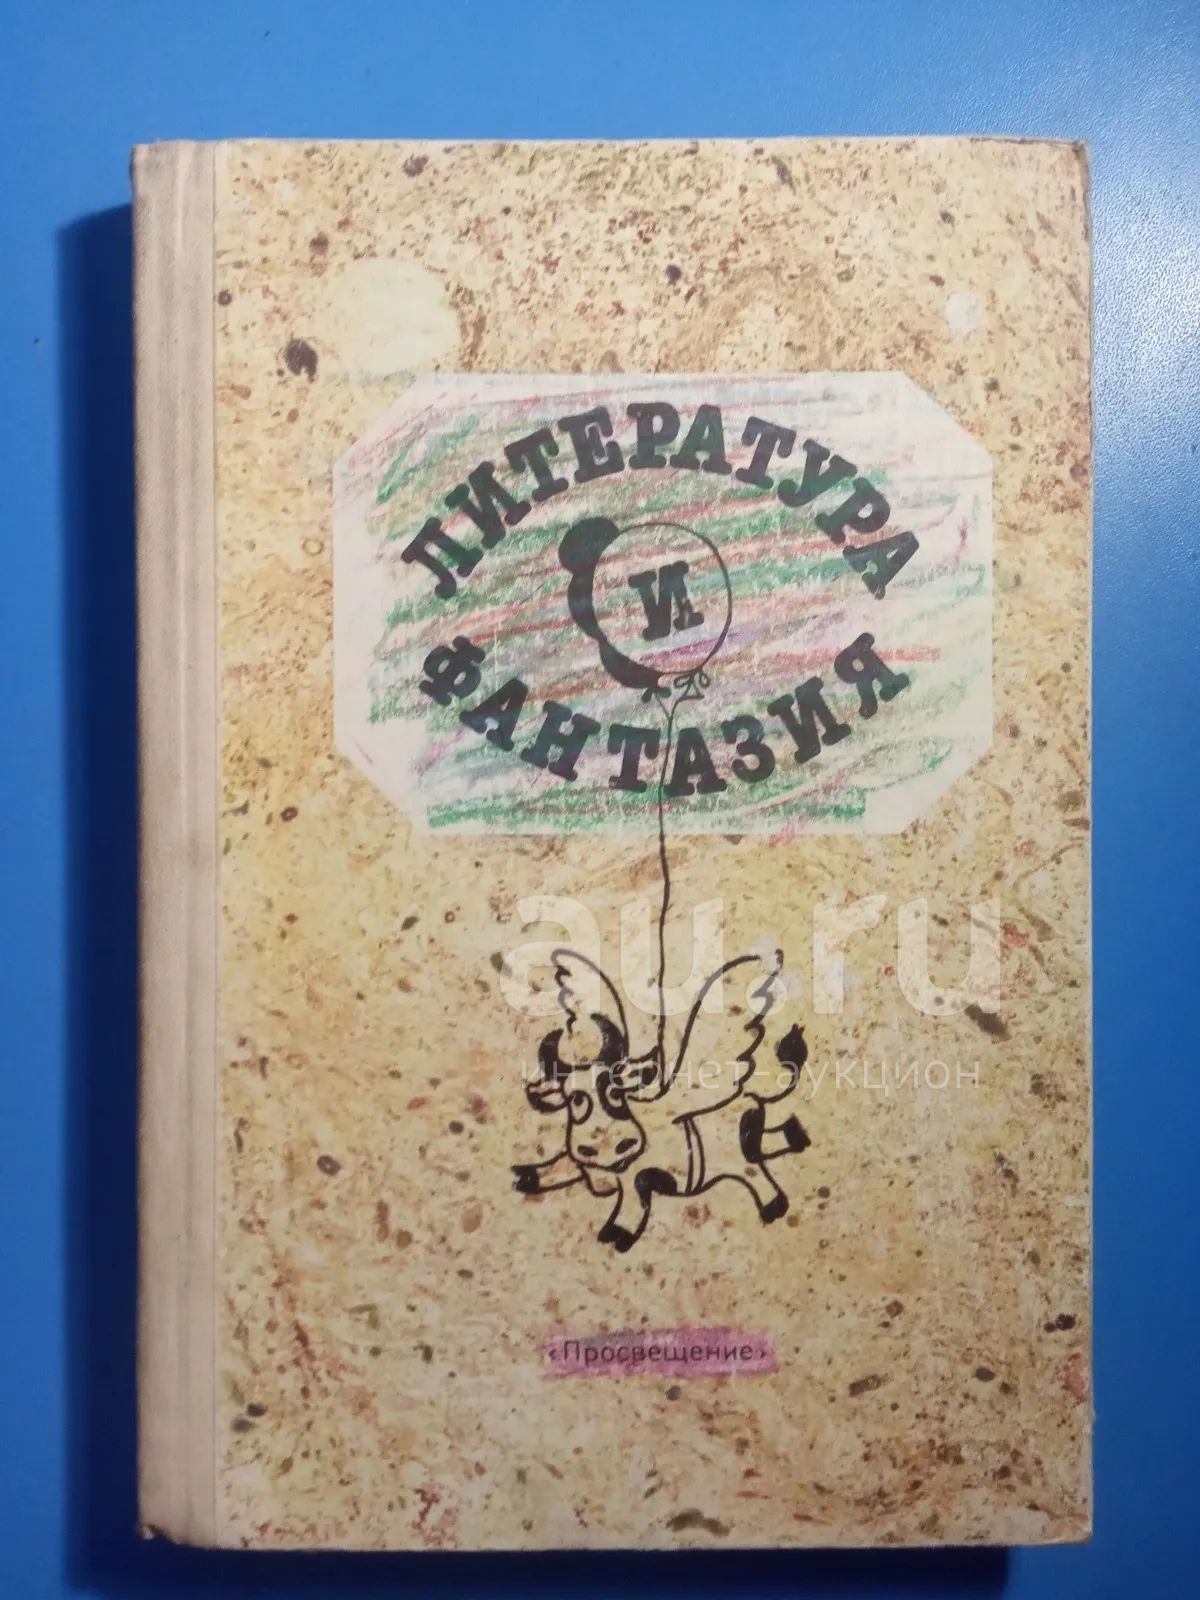 ЛИТЕРАТУРА
И
ФАНТАЗИЯ
au.ru
интернет-аукцион
‹Просвещение›